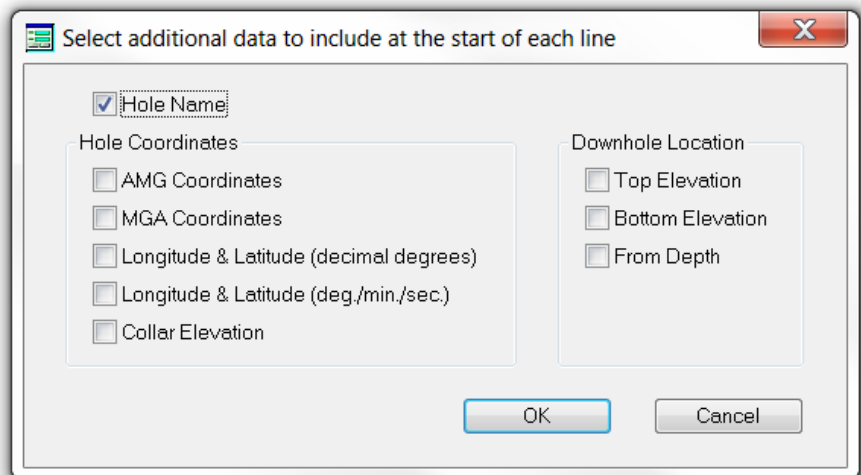 Select additional data to include at the start of each line
Hole Name
Hole Coordinates
AMG Coordinates
MGA Coordinates
Longitude & Latitude (decimal degrees)
Longitude & Latitude (deg./min./sec.)
Collar Elevation
Downhole Location
Top Elevation
Bottom Elevation
From Depth
OK
Cancel